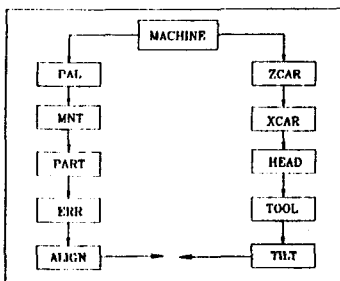 MACHINE
PAL ZCAR
MNT XCAR
PART HEAD
ERR TOOL
ALIGN TILT